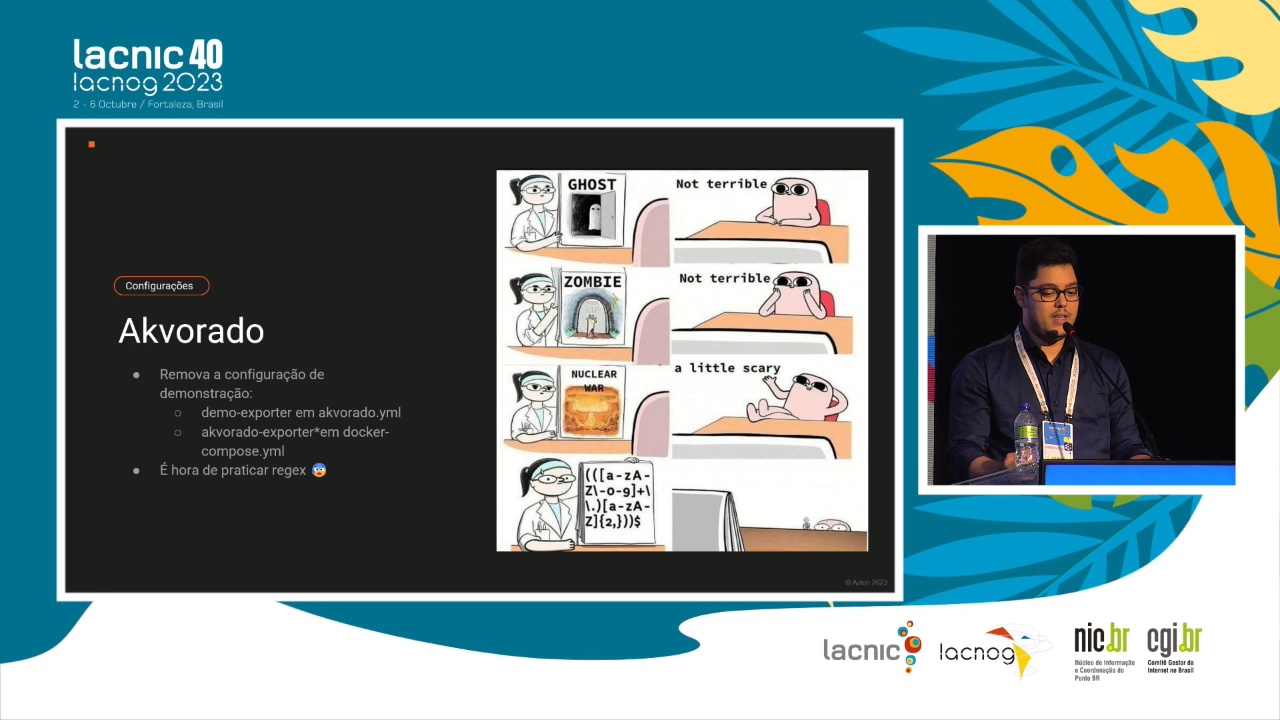 lacnic 40
lacnog 2023
2 - 6 Octubre / Fortaleza, Brasil
Configurações
Akvorado
Remova a configuração de
demonstração:
demo-exporter em akvorado.yml
akvorado-exporter*em docker-
compose.yml
É hora de praticar regex
GHOST
Not terrible
ZOMBIE
Not terrible
NUCLEAR
WAR
a little scary
(([a-zA-
Z\-0-9]+\
\.)[a-zA-
Z]{2,}))$
© Azion 2023
lacnic
lacnog
nic.br
Núcleo de Informação
e Coordenação do
Ponto BR
cgi.br
Comitê Gestor da
Internet no Brasil